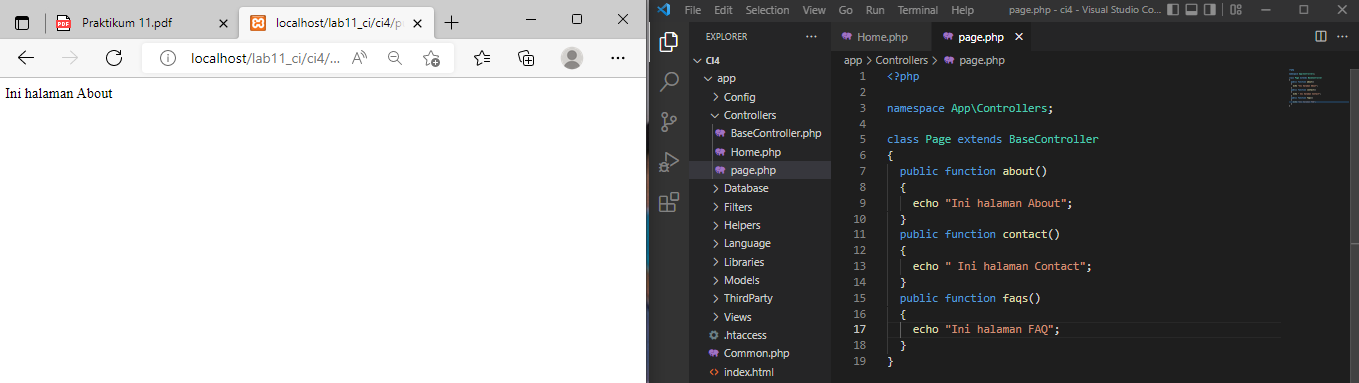 Praktikum 11.pdf
localhost/lab11_ci/ci4/p
localhost/lab11_ci/ci4/...
Ini halaman About
File Edit Selection View Go Run Terminal Help page.php - ci4 - Visual Studio Co...
EXPLORER
CI4
app
Config
Controllers
BaseController.php
Home.php
page.php
Database
Filters
Helpers
Language
Libraries
Models
ThirdParty
Views
.htaccess
Common.php
index.html
Home.php page.php
app > Controllers > page.php
1 <?php
2
3 namespace App\Controllers;
4
5 class Page extends BaseController
6 {
7 public function about()
8 {
9 echo "Ini halaman About";
10 }
11 public function contact()
12 {
13 echo " Ini halaman Contact";
14 }
15 public function faqs()
16 {
17 echo "Ini halaman FAQ";
18 }
19 }